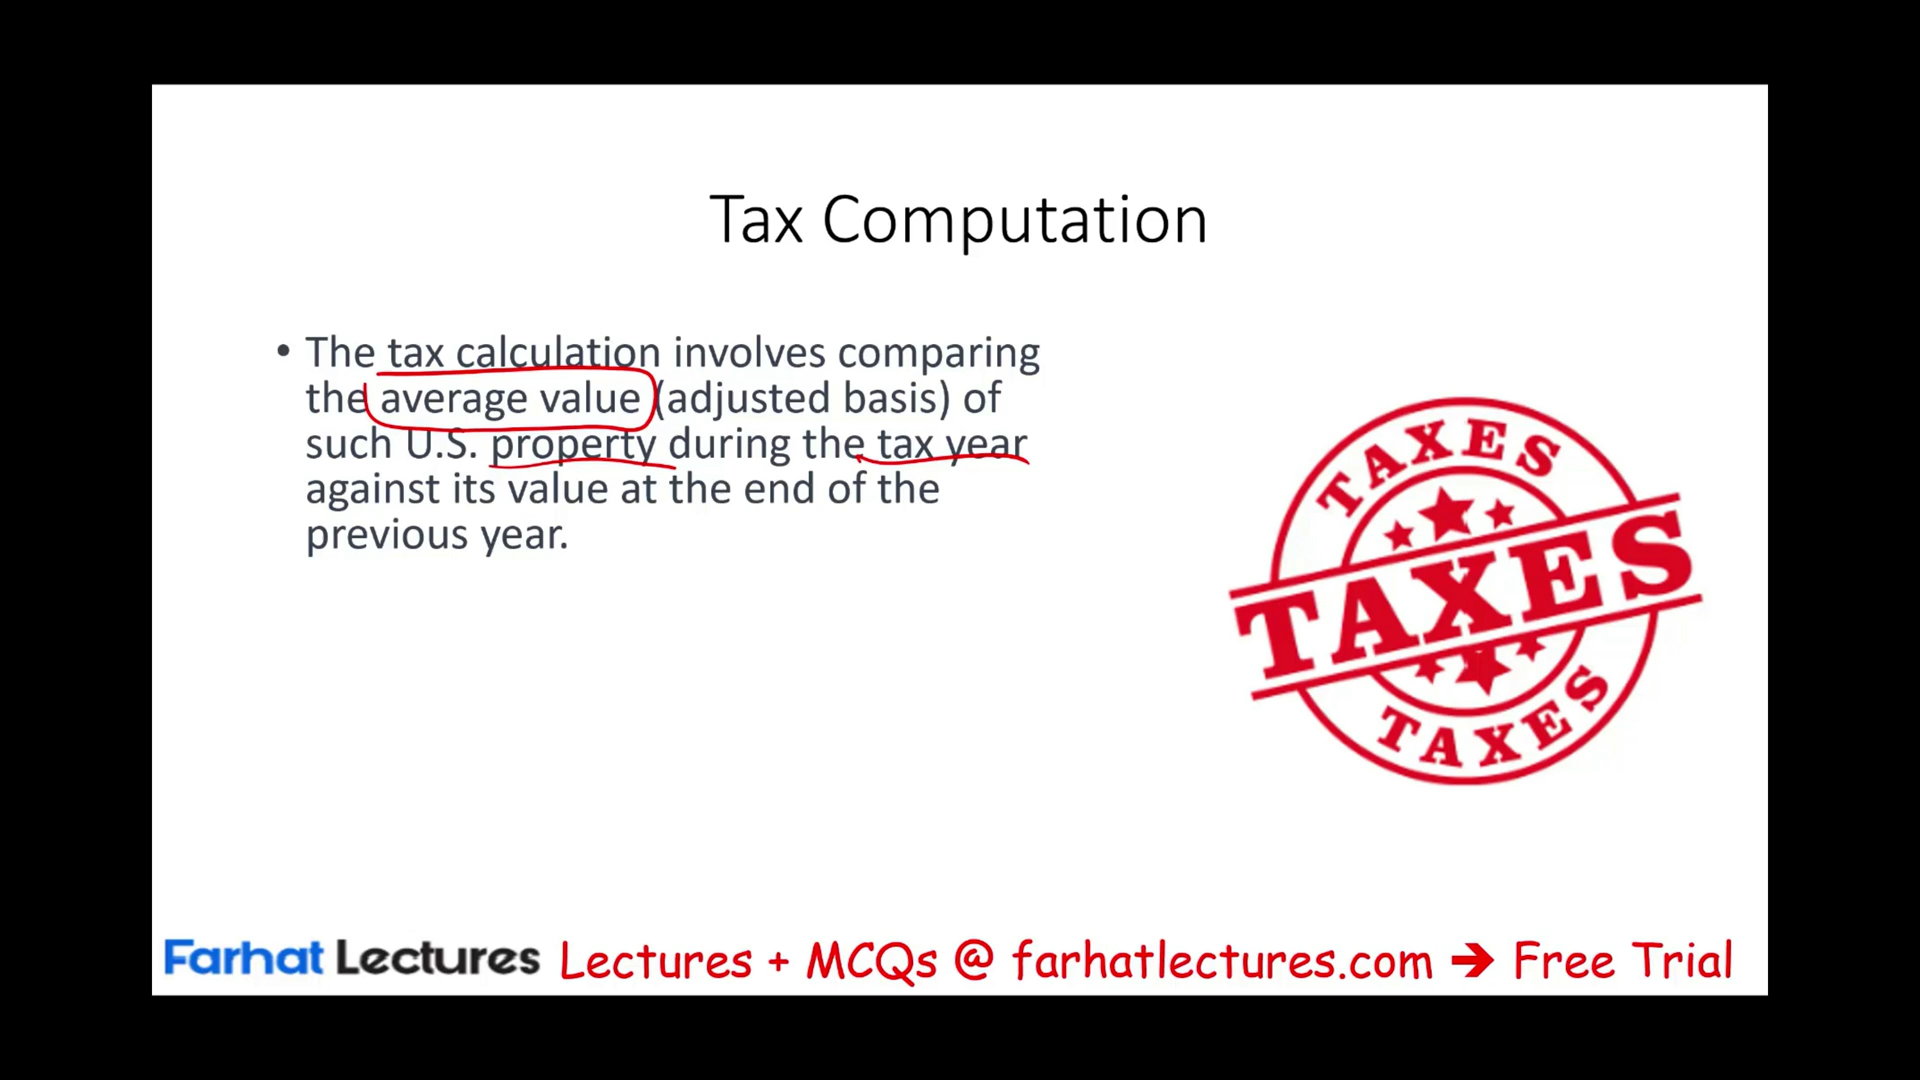 Tax Computation
• The tax calculation involves comparing
the average value (adjusted basis) of
such U.S. property during the tax year
against its value at the end of the
previous year.
TAXES
TAXES
TAXES
Farhat Lectures Lectures + MCQs @ farhatlectures.com ➔ Free Trial